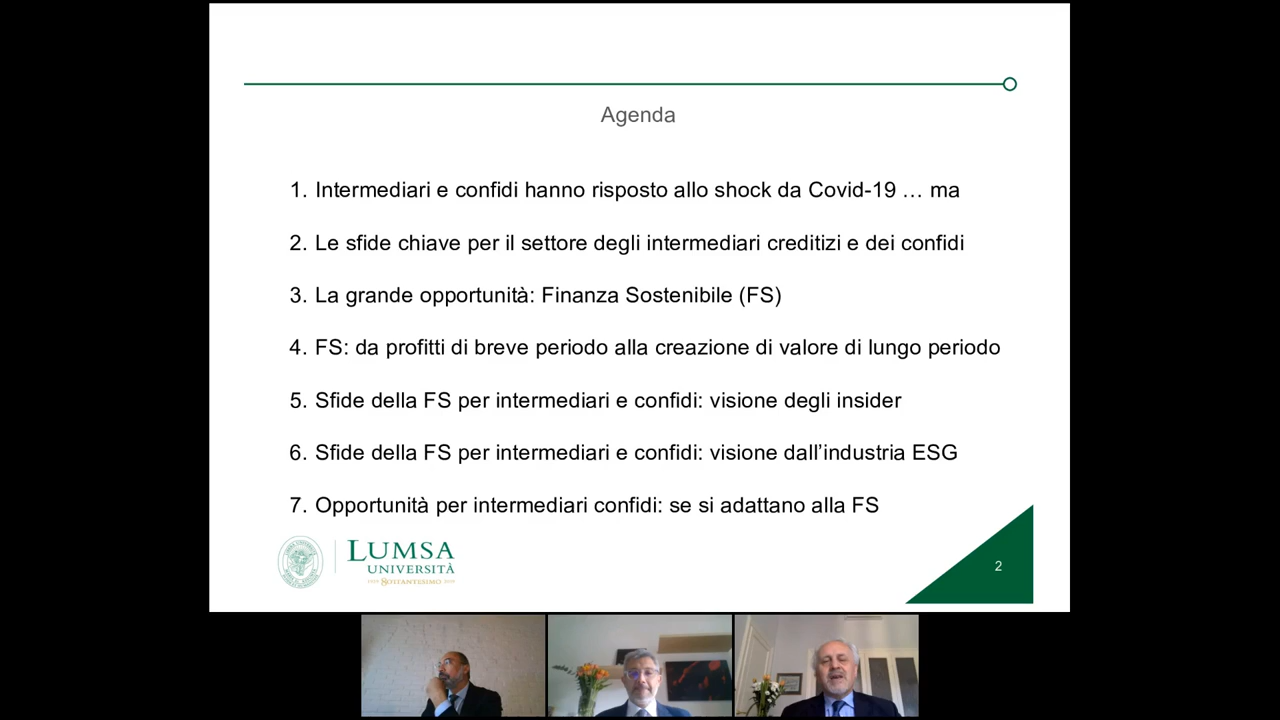 Agenda
1. Intermediari e confidi hanno risposto allo shock da Covid-19 … ma
2. Le sfide chiave per il settore degli intermediari creditizi e dei confidi
3. La grande opportunità: Finanza Sostenibile (FS)
4. FS: da profitti di breve periodo alla creazione di valore di lungo periodo
5. Sfide della FS per intermediari e confidi: visione degli insider
6. Sfide della FS per intermediari e confidi: visione dall’industria ESG
7. Opportunità per intermediari confidi: se si adattano alla FS
LUMSA
UNIVERSITÀ
OTTANTESIMO
2